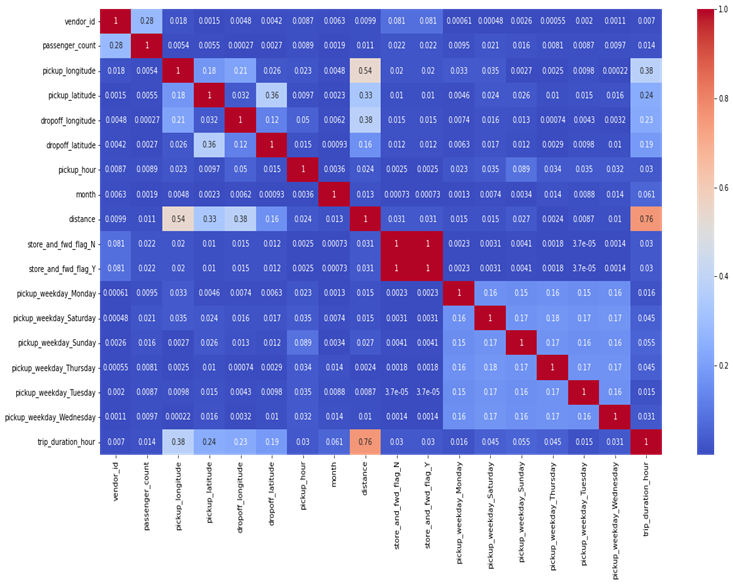 vendor_id 1 0.28 0.018 0.0015 0.0048 0.0042 0.0087 0.0063 0.0099 0.081 0.081 0.00061 0.00048 0.0026 0.00055 0.002 0.0011 0.007
passenger_count 0.28 1 0.0054 0.0055 0.00027 0.0027 0.0089 0.0019 0.011 0.022 0.022 0.0095 0.021 0.016 0.0081 0.0087 0.0097 0.014
pickup_longitude 0.018 0.0054 1 0.18 0.21 0.026 0.023 0.0048 0.54 0.02 0.02 0.033 0.035 0.0027 0.0025 0.0098 0.00022 0.38
pickup_latitude 0.0015 0.0055 0.18 1 0.032 0.36 0.0097 0.0023 0.33 0.01 0.01 0.0046 0.024 0.026 0.01 0.015 0.016 0.24
dropoff_longitude 0.0048 0.00027 0.21 0.032 1 0.12 0.05 0.0062 0.38 0.015 0.015 0.0074 0.016 0.013 0.00074 0.0043 0.0032 0.23
dropoff_latitude 0.0042 0.0027 0.026 0.36 0.12 1 0.015 0.00093 0.16 0.012 0.012 0.0063 0.017 0.012 0.0029 0.0098 0.01 0.19
pickup_hour 0.0087 0.0089 0.023 0.0097 0.05 0.015 1 0.0036 0.024 0.0025 0.0025 0.023 0.035 0.089 0.034 0.035 0.032 0.03
month 0.0063 0.0019 0.0048 0.0023 0.0062 0.00093 0.0036 1 0.013 0.00073 0.00073 0.0013 0.0074 0.0034 0.014 0.0088 0.014 0.061
distance 0.0099 0.011 0.54 0.33 0.38 0.16 0.024 0.013 1 0.031 0.031 0.015 0.015 0.027 0.0024 0.0087 0.01 0.76
store_and_fwd_flag_N 0.081 0.022 0.02 0.01 0.015 0.012 0.0025 0.00073 0.031 1 1 0.0023 0.0031 0.0041 0.0018 3.7e-05 0.0014 0.03
store_and_fwd_flag_Y 0.081 0.022 0.02 0.01 0.015 0.012 0.0025 0.00073 0.031 1 1 0.0023 0.0031 0.0041 0.0018 3.7e-05 0.0014 0.03
pickup_weekday_Monday 0.00061 0.0095 0.033 0.0046 0.0074 0.0063 0.023 0.0013 0.015 0.0023 0.0023 1 0.16 0.15 0.16 0.15 0.16 0.016
pickup_weekday_Saturday 0.00048 0.021 0.035 0.024 0.016 0.017 0.035 0.0074 0.015 0.0031 0.0031 0.16 1 0.17 0.18 0.17 0.17 0.045
pickup_weekday_Sunday 0.0026 0.016 0.0027 0.026 0.013 0.012 0.089 0.0034 0.027 0.0041 0.0041 0.15 0.17 1 0.17 0.16 0.16 0.055
pickup_weekday_Thursday 0.00055 0.0081 0.0025 0.01 0.00074 0.0029 0.034 0.014 0.0024 0.0018 0.0018 0.16 0.18 0.17 1 0.17 0.17 0.045
pickup_weekday_Tuesday 0.002 0.0087 0.0098 0.015 0.0043 0.0098 0.035 0.0088 0.0087 3.7e-05 3.7e-05 0.15 0.17 0.16 0.17 1 0.16 0.015
pickup_weekday_Wednesday 0.0011 0.0097 0.00022 0.016 0.0032 0.01 0.032 0.014 0.01 0.0014 0.0014 0.16 0.17 0.16 0.17 0.16 1 0.031
trip_duration_hour 0.007 0.014 0.38 0.24 0.23 0.19 0.03 0.061 0.76 0.03 0.03 0.016 0.045 0.055 0.045 0.015 0.031 1
vendor_id
passenger_count
pickup_longitude
pickup_latitude
dropoff_longitude
dropoff_latitude
pickup_hour
month
distance
store_and_fwd_flag_N
store_and_fwd_flag_Y
pickup_weekday_Monday
pickup_weekday_Saturday
pickup_weekday_Sunday
pickup_weekday_Thursday
pickup_weekday_Tuesday
pickup_weekday_Wednesday
trip_duration_hour
1.0
0.8
0.6
0.4
0.2